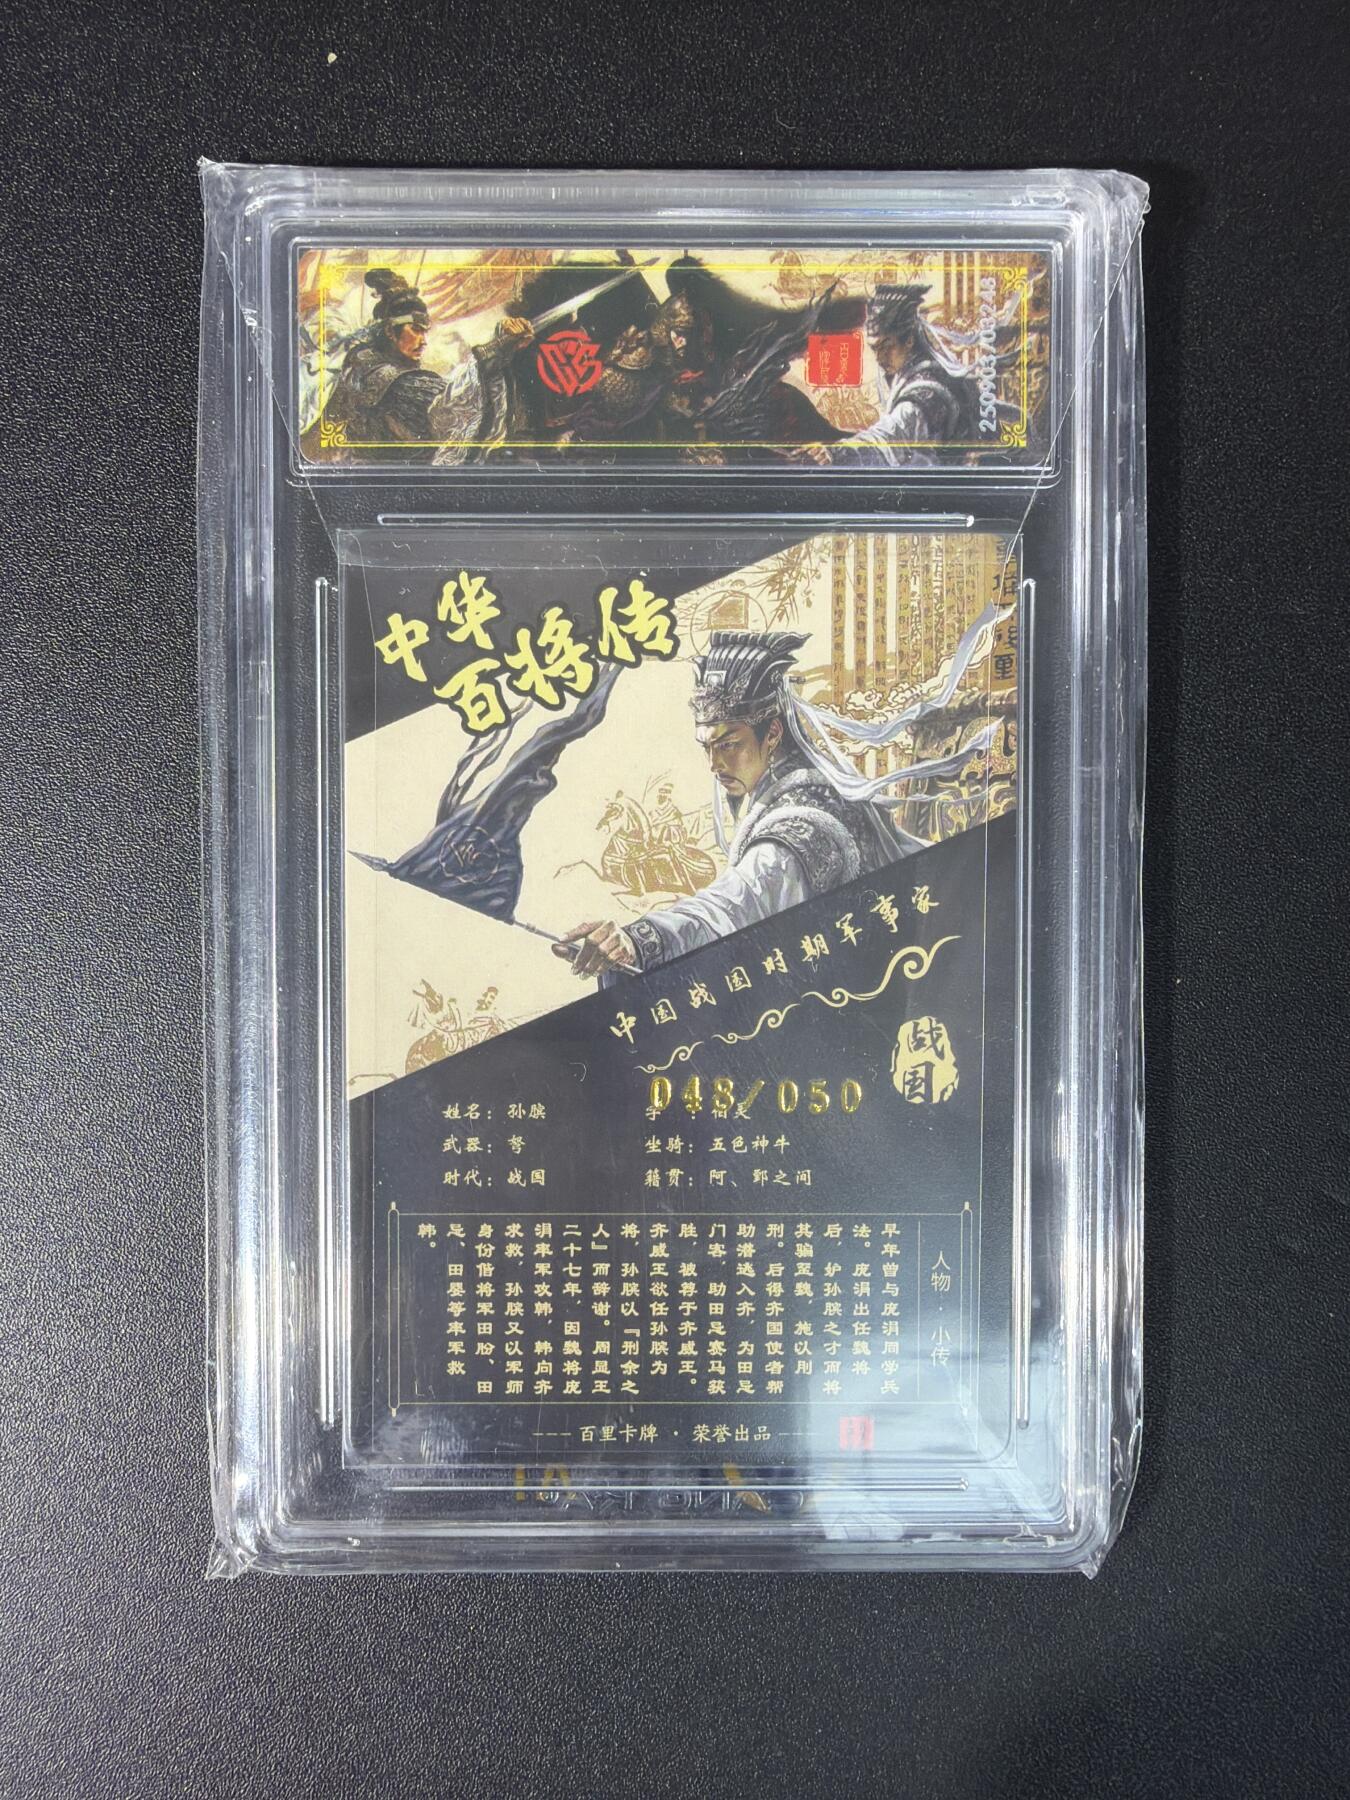 中华
百将传
中国战国时期军事家
战国
048/050
姓名：孙膑
武器：弩
坐骑：五色神牛
时代：战国
籍贯：阿、鄄之间
人物·小传
早年曾与庞涓同学兵
法。庞涓出任魏将
后，妒孙膑之才而将
其骗至魏，施以刖
刑。后得齐国使者帮
助潜逃入齐，为田忌
门客，助田忌赛马获
胜，被荐于齐威王。
齐威王欲任孙膑为
将，孙膑以『刑余之
人』而辞谢。周显王
二十七年，因魏将庞
涓率军攻韩，韩向齐
求救，孙膑又以军师
身份偕将军田朌、田
忌、田婴等率军救
韩。
--- 百里卡牌 · 荣誉出品 ---